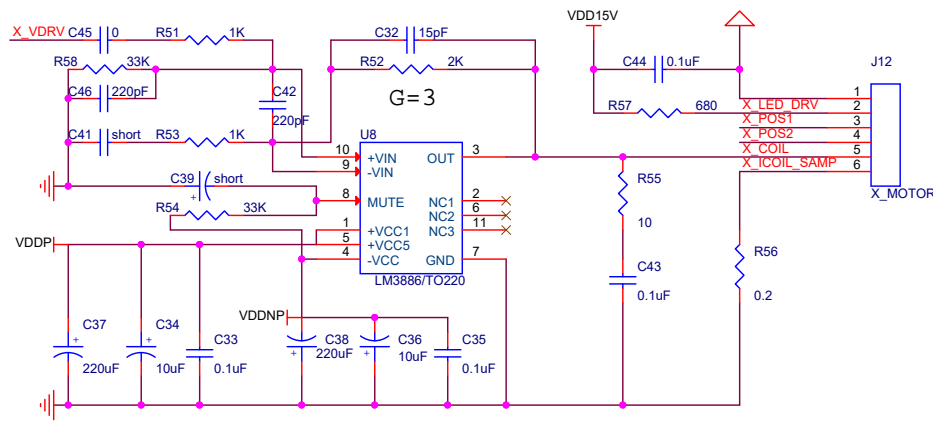 X_VDRV C45 0 R51 1K C32 15pF VDD15V
R58 33K R52 2K C44 0.1uF J12
C46 220pF C42 220pF G=3 R57 680 X_LED_DRV 1
2
X_POS1 3
X_POS2 4
X_COIL 5
X_ICOIL_SAMP 6
X_MOTOR
C41 short R53 1K U8
10 +VIN OUT 3
9 -VIN
C39 + short 8 MUTE NC1 2
R54 33K NC2 6
1 +VCC1 NC3 11
VDDP 5 +VCC5
4 -VCC GND 7
LM3886/TO220
R55 10
C43 0.1uF
R56 0.2
VDDNP
C37 + 220uF
C34 + 10uF
C33 0.1uF
C38 + 220uF
C36 + 10uF
C35 0.1uF